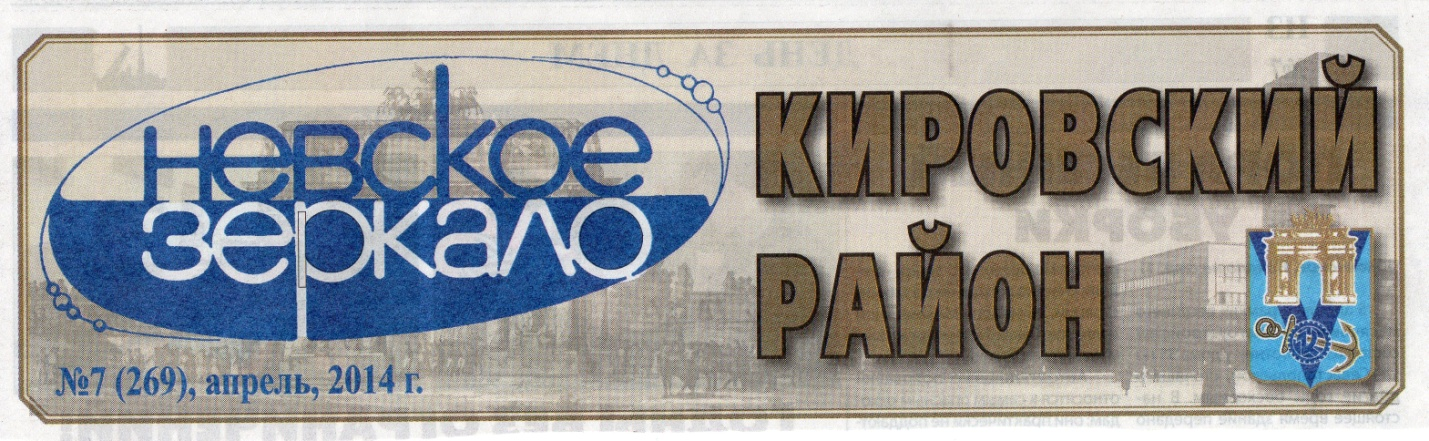 невское
зеркало
КИРОВСКИЙ
РАЙОН
№7 (269), апрель, 2014 г.